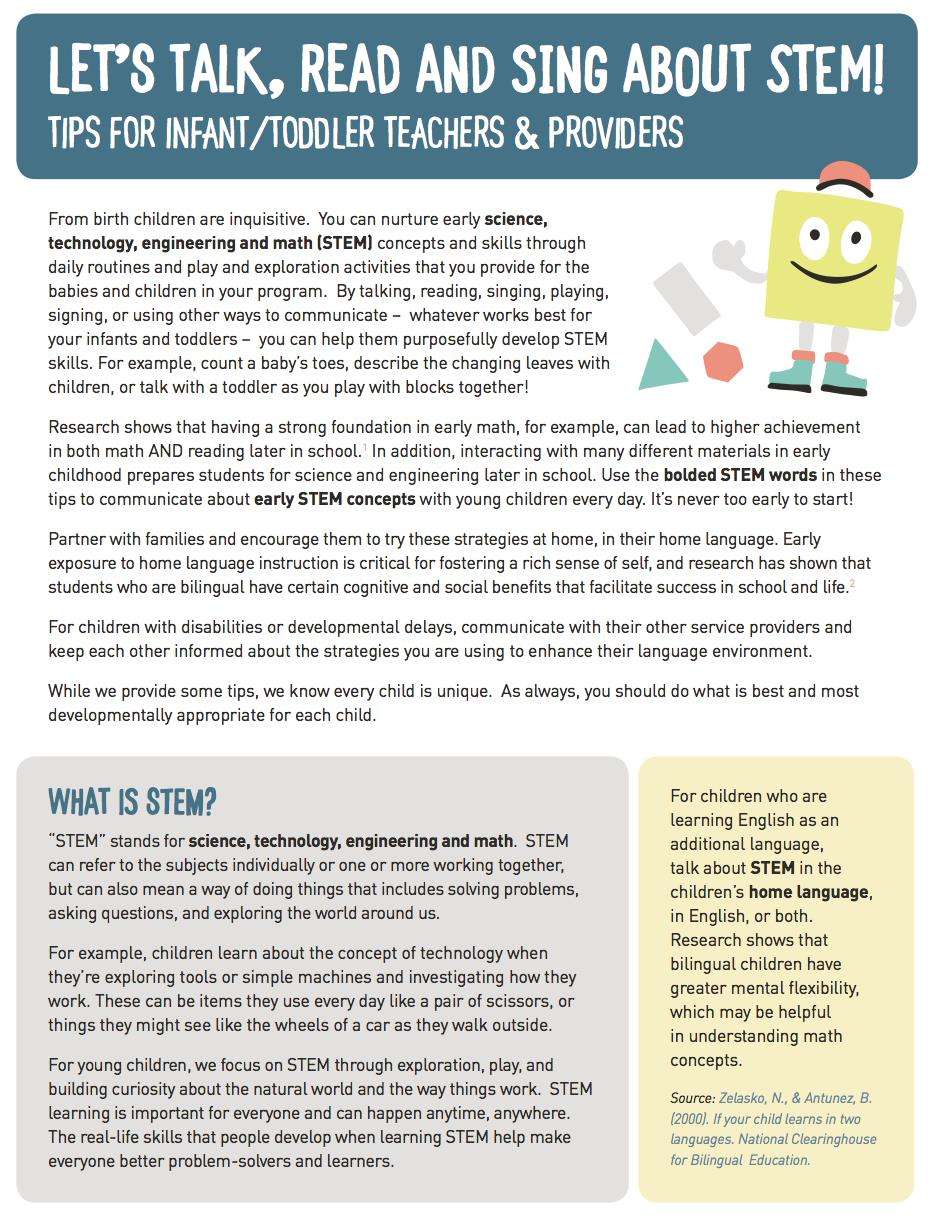 LET'S TALK, READ AND SING ABOUT STEM!
TIPS FOR INFANT/TODDLER TEACHERS & PROVIDERS
From birth children are inquisitive.  You can nurture early science,
technology, engineering and math (STEM) concepts and skills through
daily routines and play and exploration activities that you provide for the
babies and children in your program.  By talking, reading, singing, playing,
signing, or using other ways to communicate –  whatever works best for
your infants and toddlers –  you can help them purposefully develop STEM
skills. For example, count a baby's toes, describe the changing leaves with
children, or talk with a toddler as you play with blocks together!
Research shows that having a strong foundation in early math, for example, can lead to higher achievement
in both math AND reading later in school.1 In addition, interacting with many different materials in early
childhood prepares students for science and engineering later in school. Use the bolded STEM words in these
tips to communicate about early STEM concepts with young children every day. It's never too early to start!
Partner with families and encourage them to try these strategies at home, in their home language. Early
exposure to home language instruction is critical for fostering a rich sense of self, and research has shown that
students who are bilingual have certain cognitive and social benefits that facilitate success in school and life.2
For children with disabilities or developmental delays, communicate with their other service providers and
keep each other informed about the strategies you are using to enhance their language environment.
While we provide some tips, we know every child is unique.  As always, you should do what is best and most
developmentally appropriate for each child.
WHAT IS STEM?
"STEM" stands for science, technology, engineering and math.  STEM
can refer to the subjects individually or one or more working together,
but can also mean a way of doing things that includes solving problems,
asking questions, and exploring the world around us.
For example, children learn about the concept of technology when
they're exploring tools or simple machines and investigating how they
work. These can be items they use every day like a pair of scissors, or
things they might see like the wheels of a car as they walk outside.
For young children, we focus on STEM through exploration, play, and
building curiosity about the natural world and the way things work.  STEM
learning is important for everyone and can happen anytime, anywhere.
The real-life skills that people develop when learning STEM help make
everyone better problem-solvers and learners.
For children who are
learning English as an
additional language,
talk about STEM in the
children's home language,
in English, or both.
Research shows that
bilingual children have
greater mental flexibility,
which may be helpful
in understanding math
concepts.
Source: Zelasko, N., & Antunez, B.
(2000). If your child learns in two
languages. National Clearinghouse
for Bilingual  Education.